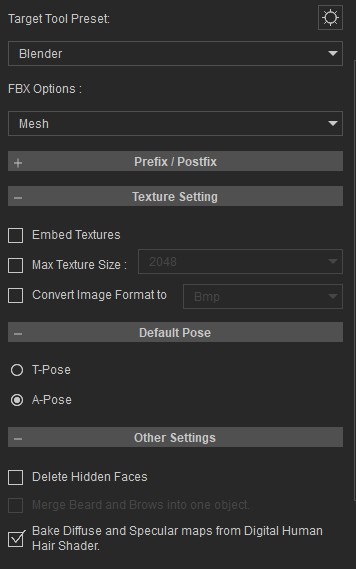 Target Tool Preset:
Blender
FBX Options :
Mesh
+ Prefix / Postfix
– Texture Setting
Embed Textures
Max Texture Size : 2048
Convert Image Format to Bmp
– Default Pose
T-Pose
A-Pose
– Other Settings
Delete Hidden Faces
Merge Beard and Brows into one object.
Bake Diffuse and Specular maps from Digital Human
Hair Shader.